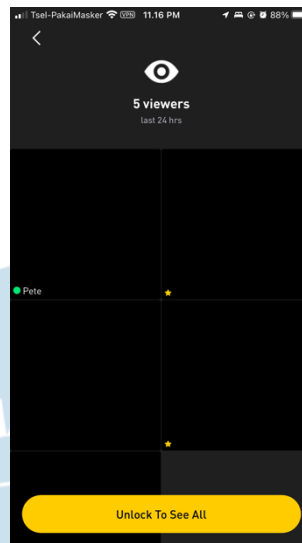 Tsel-PakaiMasker VPN 11.16 PM 88%
5 viewers
last 24 hrs
Pete
Unlock To See All